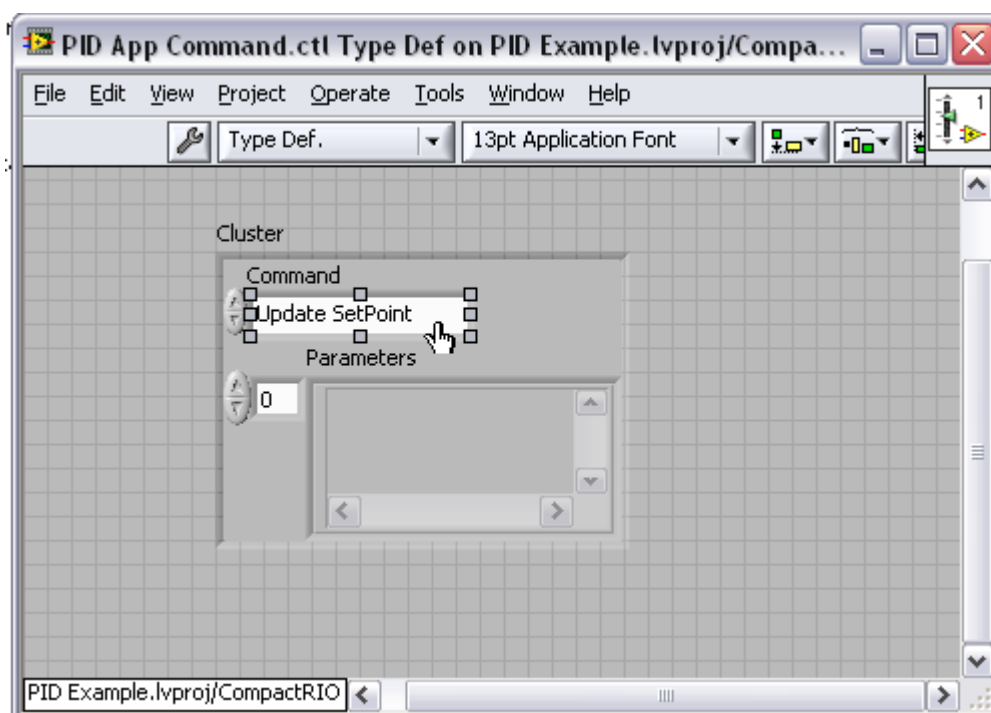 PID App Command.ctl Type Def on PID Example.lvproj/Compa...
File Edit View Project Operate Tools Window Help
Type Def. 13pt Application Font
1
Cluster
Command
Update SetPoint
Parameters
0
PID Example.lvproj/CompactRIO